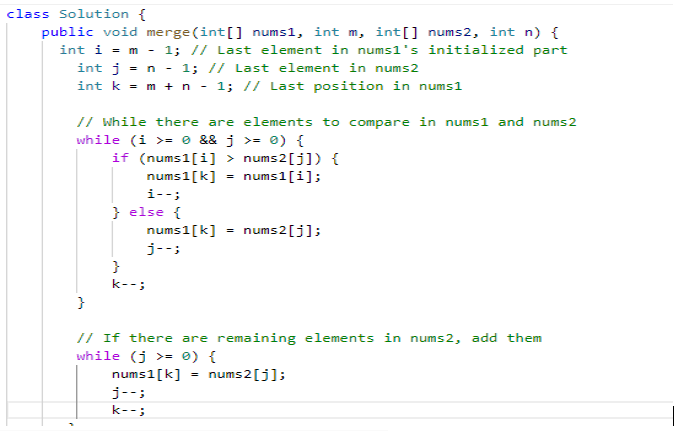 class Solution {
    public void merge(int[] nums1, int m, int[] nums2, int n) {
      int i = m - 1; // Last element in nums1's initialized part
        int j = n - 1; // Last element in nums2
        int k = m + n - 1; // Last position in nums1

        // While there are elements to compare in nums1 and nums2
        while (i >= 0 && j >= 0) {
            if (nums1[i] > nums2[j]) {
                nums1[k] = nums1[i];
                i--;
            } else {
                nums1[k] = nums2[j];
                j--;
            }
            k--;
        }

        // If there are remaining elements in nums2, add them
        while (j >= 0) {
            nums1[k] = nums2[j];
            j--;
            k--;